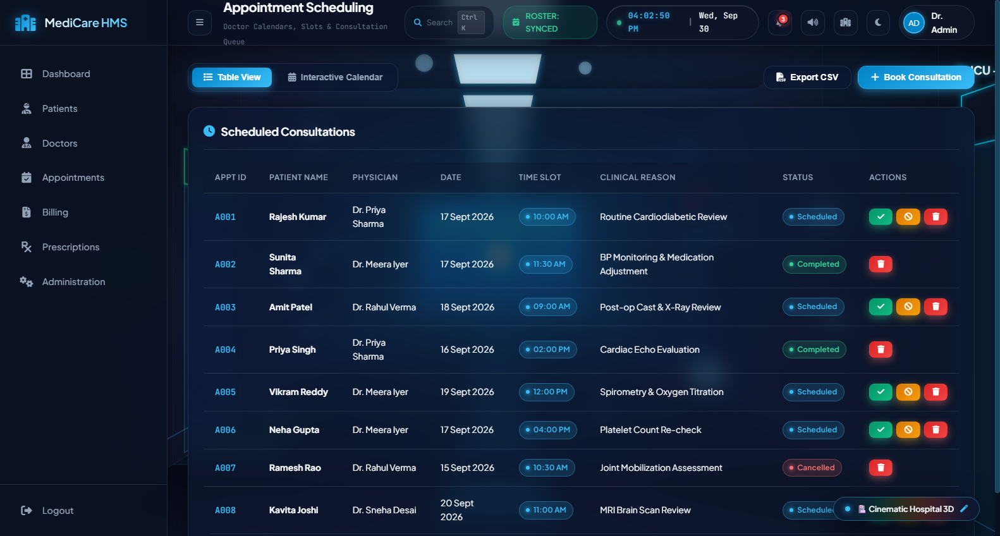 MediCare HMS
Appointment Scheduling
Doctor Calendars, Slots & Consultation
Queue
Search
Ctrl
K
ROSTER:
SYNCED
04:02:50
PM
|
Wed, Sep
30
3
AD
Dr.
Admin
Dashboard
Patients
Doctors
Appointments
Billing
Prescriptions
Administration
Logout
Table View
Interactive Calendar
Export CSV
Book Consultation
ICU -
Scheduled Consultations
APPT ID PATIENT NAME PHYSICIAN DATE TIME SLOT CLINICAL REASON STATUS ACTIONS
A001 Rajesh Kumar Dr. Priya Sharma 17 Sept 2026 10:00 AM Routine Cardiodiabetic Review Scheduled
A002 Sunita Sharma Dr. Meera Iyer 17 Sept 2026 11:30 AM BP Monitoring & Medication Adjustment Completed
A003 Amit Patel Dr. Rahul Verma 18 Sept 2026 09:00 AM Post-op Cast & X-Ray Review Scheduled
A004 Priya Singh Dr. Priya Sharma 16 Sept 2026 02:00 PM Cardiac Echo Evaluation Completed
A005 Vikram Reddy Dr. Meera Iyer 19 Sept 2026 12:00 PM Spirometry & Oxygen Titration Scheduled
A006 Neha Gupta Dr. Meera Iyer 17 Sept 2026 04:00 PM Platelet Count Re-check Scheduled
A007 Ramesh Rao Dr. Rahul Verma 15 Sept 2026 10:30 AM Joint Mobilization Assessment Cancelled
A008 Kavita Joshi Dr. Sneha Desai 20 Sept 2026 11:00 AM MRI Brain Scan Review Scheduled
Cinematic Hospital 3D